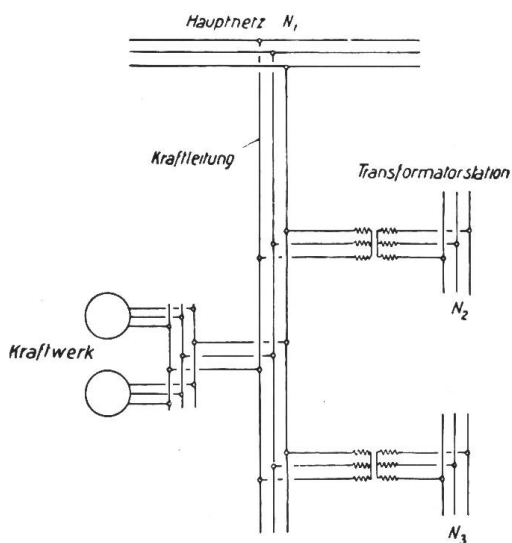 Hauptnetz N₁
Kraftleitung
Transformatorstation
N₂
Kraftwerk
N₃